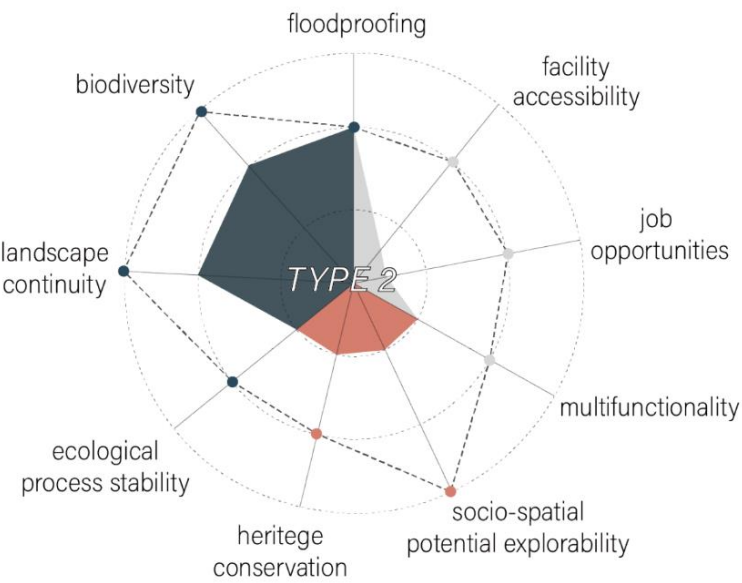 floodproofing
facility
accessibility
job
opportunities
multifunctionality
socio-spatial
potential explorability
heritege
conservation
ecological
process stability
landscape
continuity
biodiversity
TYPE 2